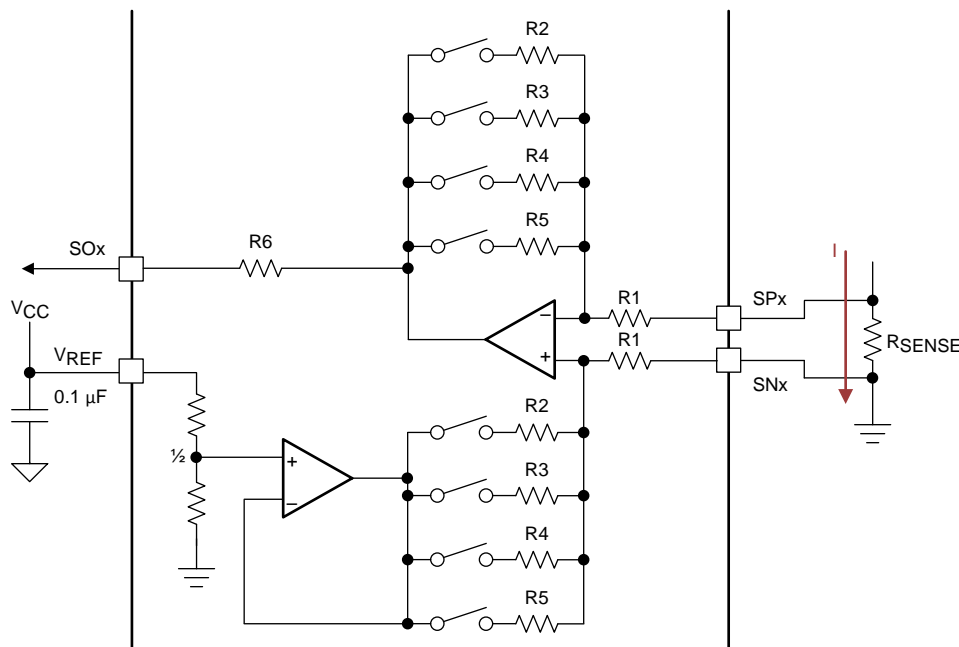 R2
R3
R4
R5
SOx
R6
I
VCC
R1
SPx
–
VREF
R1
RSENSE
+
SNx
0.1 µF
R2
½
+
R3
–
R4
R5